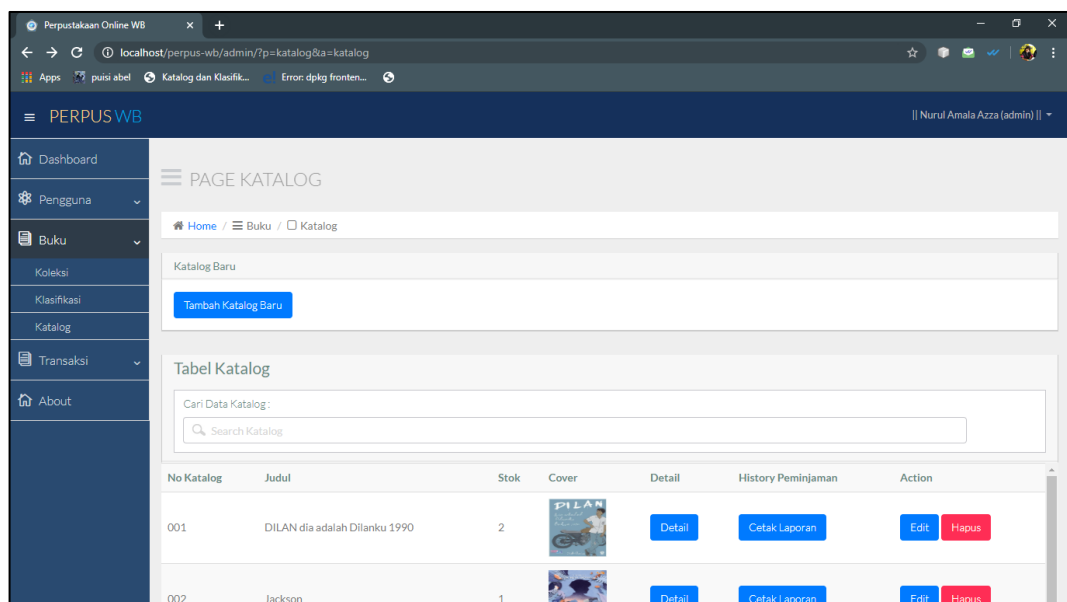 Perpustakaan Online WB
localhost/perpus-wb/admin/?p=katalog&a=katalog
Apps puisi abel Katalog dan Klasifik... Error: dpkg fronten...
PERPUS WB || Nurul Amala Azza (admin) ||
Dashboard
Pengguna
Buku
Koleksi
Klasifikasi
Katalog
Transaksi
About
PAGE KATALOG
Home / Buku / Katalog
Katalog Baru
Tambah Katalog Baru
Tabel Katalog
Cari Data Katalog :
Search Katalog
No Katalog Judul Stok Cover Detail History Peminjaman Action
DILAN
001 DILAN dia adalah Dilanku 1990 2 Detail Cetak Laporan Edit Hapus
002 Jackson 1 Detail Cetak Laporan Edit Hapus